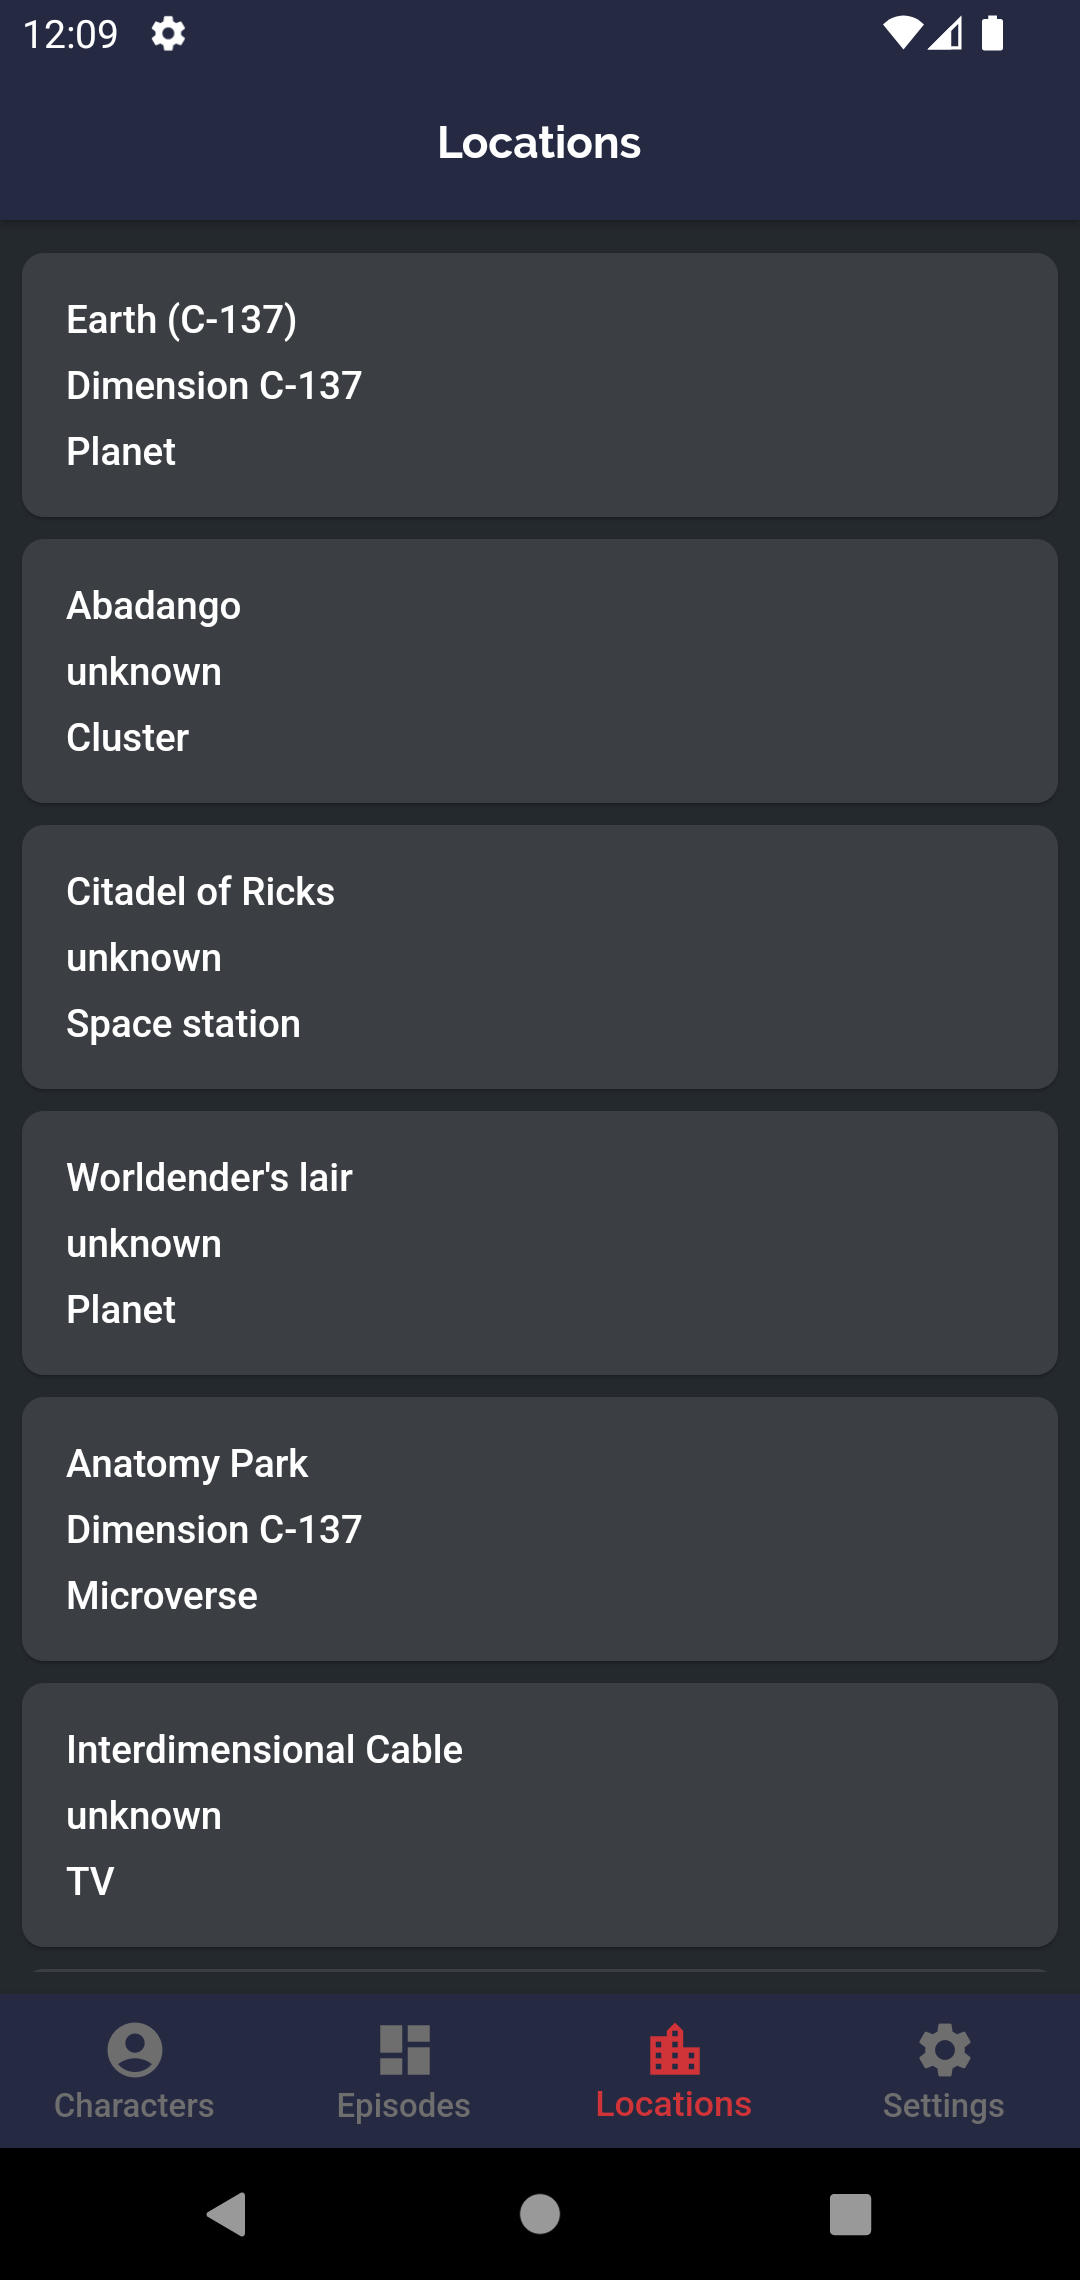 12:09
Locations
Earth (C-137)
Dimension C-137
Planet
Abadango
unknown
Cluster
Citadel of Ricks
unknown
Space station
Worldender's lair
unknown
Planet
Anatomy Park
Dimension C-137
Microverse
Interdimensional Cable
unknown
TV
Characters
Episodes
Locations
Settings